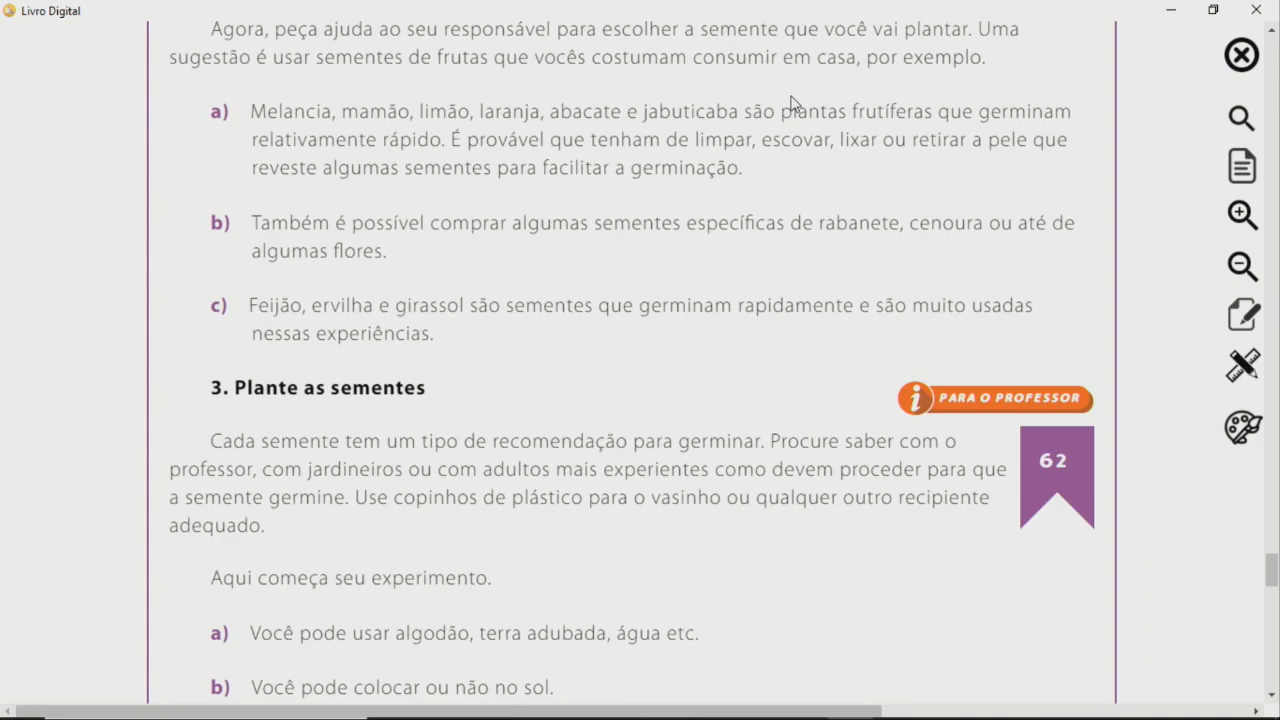 Livro Digital
Agora, peça ajuda ao seu responsável para escolher a semente que você vai plantar. Uma
sugestão é usar sementes de frutas que vocês costumam consumir em casa, por exemplo.
a) Melancia, mamão, limão, laranja, abacate e jabuticaba são plantas frutíferas que germinam
relativamente rápido. É provável que tenham de limpar, escovar, lixar ou retirar a pele que
reveste algumas sementes para facilitar a germinação.
b) Também é possível comprar algumas sementes específicas de rabanete, cenoura ou até de
algumas flores.
c) Feijão, ervilha e girassol são sementes que germinam rapidamente e são muito usadas
nessas experiências.
3. Plante as sementes
i PARA O PROFESSOR
Cada semente tem um tipo de recomendação para germinar. Procure saber com o
professor, com jardineiros ou com adultos mais experientes como devem proceder para que
a semente germine. Use copinhos de plástico para o vasinho ou qualquer outro recipiente
adequado.
62
Aqui começa seu experimento.
a) Você pode usar algodão, terra adubada, água etc.
b) Você pode colocar ou não no sol.